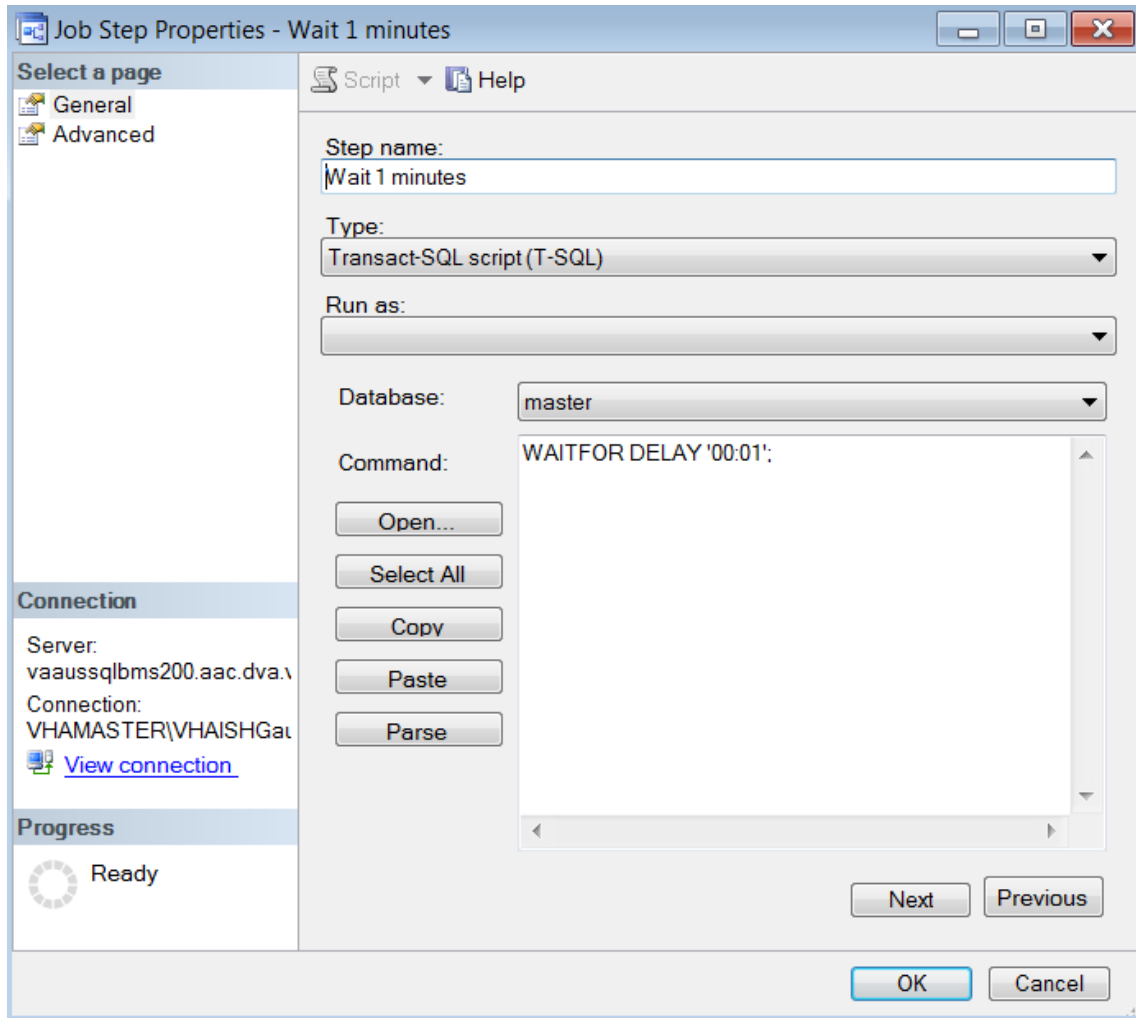 Job Step Properties - Wait 1 minutes
Select a page
General
Advanced
Script
Help
Step name:
Wait 1 minutes
Type:
Transact-SQL script (T-SQL)
Run as:
Database:
master
Command:
WAITFOR DELAY '00:01';
Open...
Select All
Copy
Paste
Parse
Connection
Server:
vaaussqlbms200.aac.dva.v
Connection:
VHAMASTER\VHAISHGau
View connection
Progress
Ready
Next
Previous
OK
Cancel